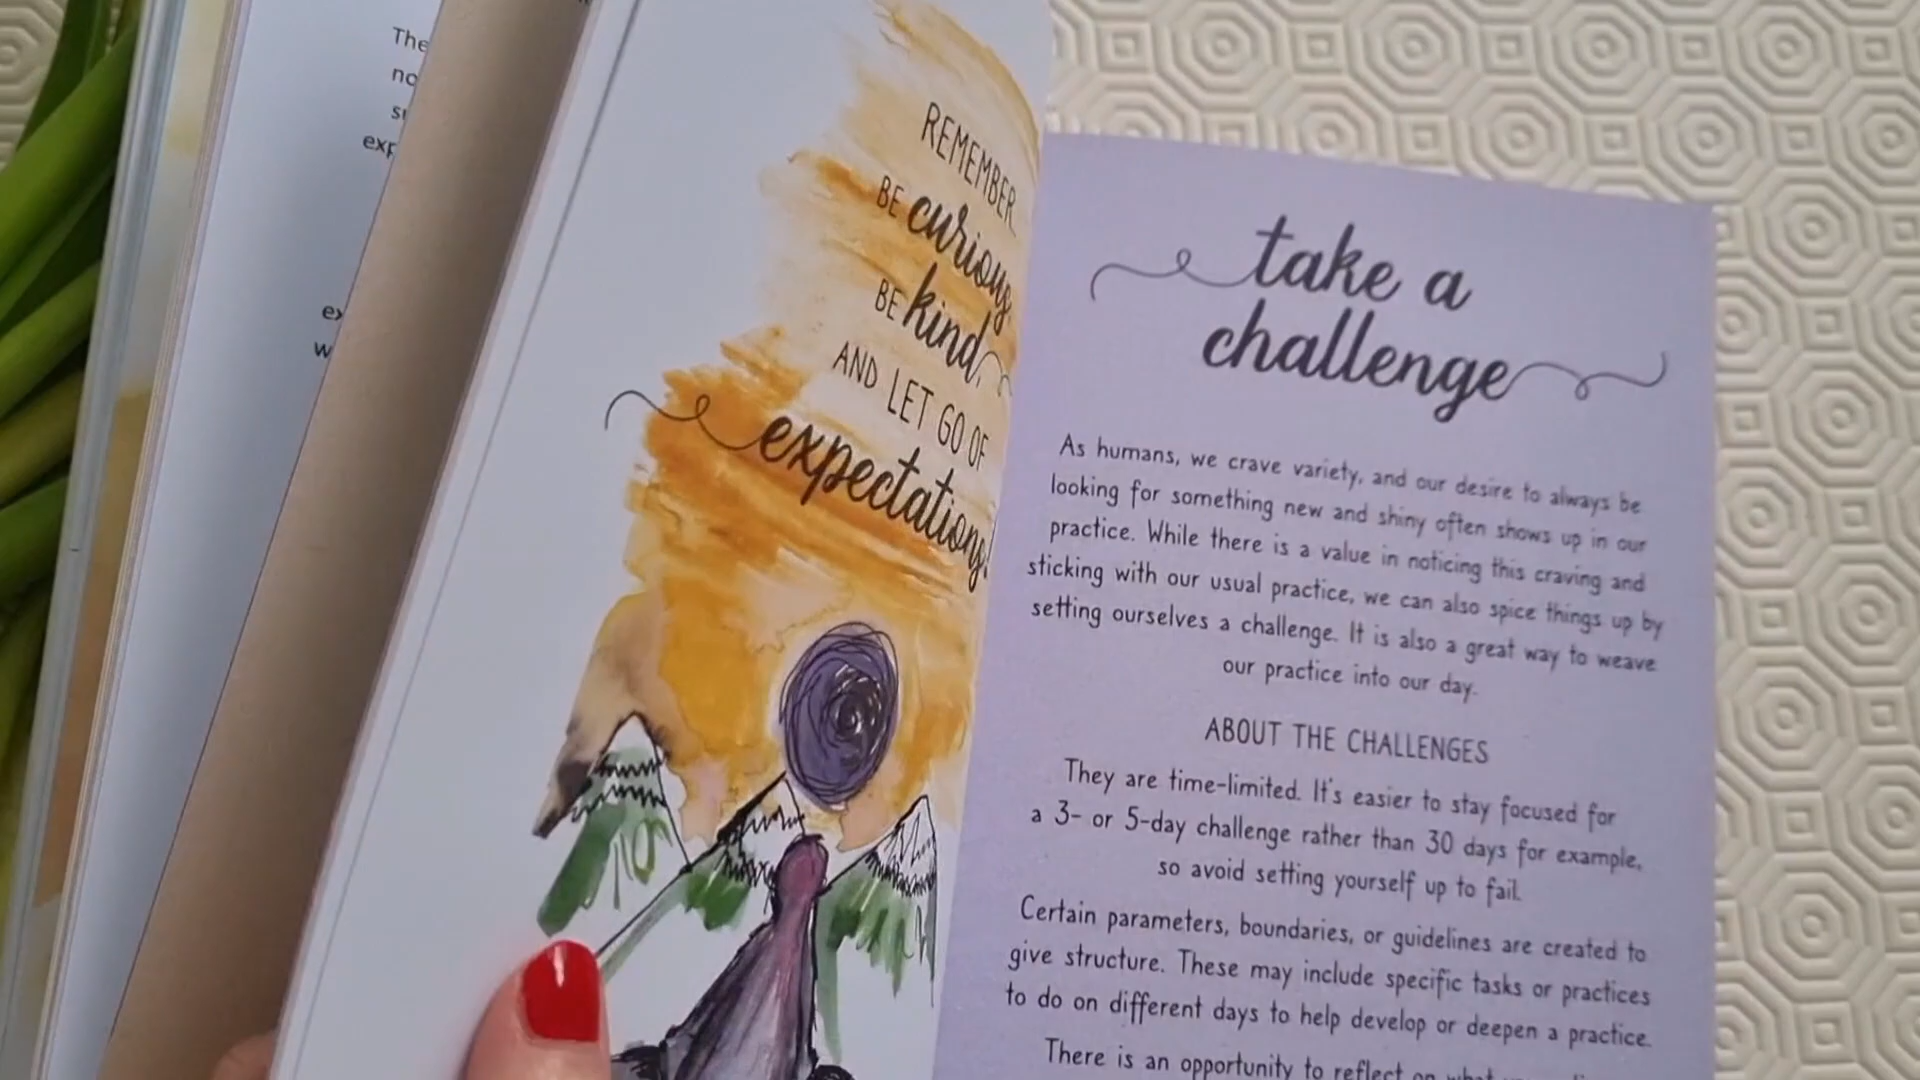 The
no
exp
ex
w
REMEMBER
BE curious,
BE kind,
AND LET GO OF
expectations!
take a
challenge
As humans, we crave variety, and our desire to always be
looking for something new and shiny often shows up in our
practice. While there is a value in noticing this craving and
sticking with our usual practice, we can also spice things up by
setting ourselves a challenge. It is also a great way to weave
our practice into our day.
ABOUT THE CHALLENGES
They are time-limited. It's easier to stay focused for
a 3- or 5-day challenge rather than 30 days for example,
so avoid setting yourself up to fail.
Certain parameters, boundaries, or guidelines are created to
give structure. These may include specific tasks or practices
to do on different days to help develop or deepen a practice.
There is an opportunity to reflect on what